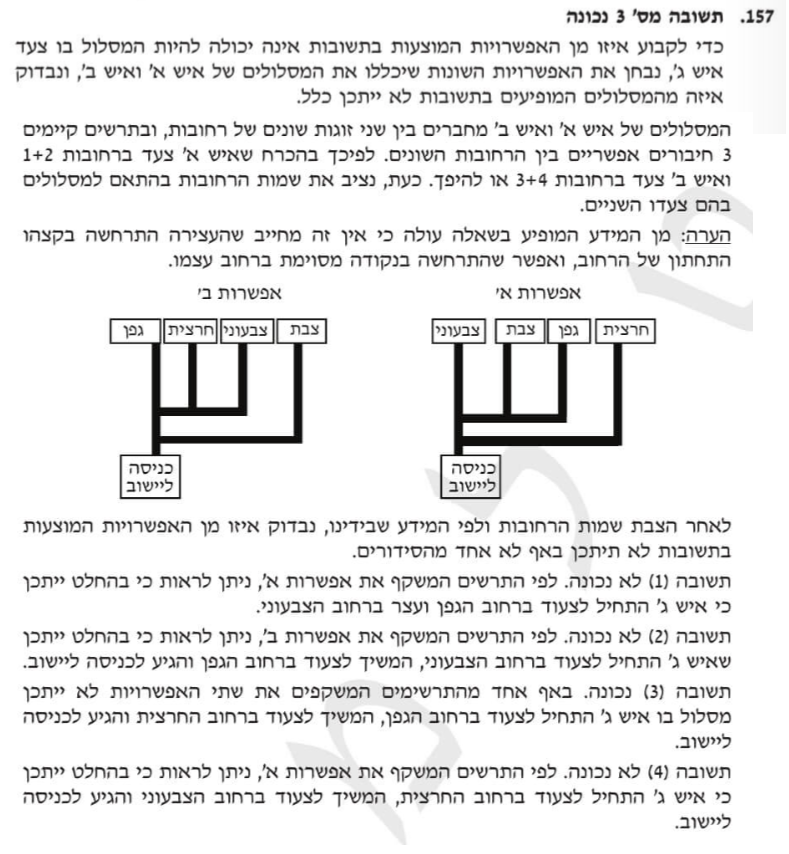 157. תשובה מס' 3 נכונה
כדי לקבוע איזו מן האפשרויות המוצעות בתשובות אינה יכולה להיות המסלול בו צעד
איש ג', נבחן את האפשרויות השונות שיכללו את המסלולים של איש א' ואיש ב', ונבדוק
איזה מהמסלולים המופיעים בתשובות לא ייתכן כלל.
המסלולים של איש א' ואיש ב' מחברים בין שני זוגות שונים של רחובות, ובתרשים קיימים
3 חיבורים אפשריים בין הרחובות השונים. לפיכך בהכרח שאיש א' צעד ברחובות 1+2
ואיש ב' צעד ברחובות 3+4 או להיפך. כעת, נציב את שמות הרחובות בהתאם למסלולים
בהם צעדו השניים.
הערה: מן המידע המופיע בשאלה עולה כי אין זה מחייב שהעצירה התרחשה בקצהו
התחתון של הרחוב, ואפשר שהתרחשה בנקודה מסוימת ברחוב עצמו.
אפשרות א' אפשרות ב'
חרצית גפן צבת צבעוני צבת צבעוני חרצית גפן
כניסה כניסה
ליישוב ליישוב
לאחר הצבת שמות הרחובות ולפי המידע שבידינו, נבדוק איזו מן האפשרויות המוצעות
בתשובות לא תיתכן באף לא אחד מהסידורים.
תשובה (1) לא נכונה. לפי התרשים המשקף את אפשרות א', ניתן לראות כי בהחלט ייתכן
כי איש ג' התחיל לצעוד ברחוב הגפן ועצר ברחוב הצבעוני.
תשובה (2) לא נכונה. לפי התרשים המשקף את אפשרות ב', ניתן לראות כי בהחלט ייתכן
שאיש ג' התחיל לצעוד ברחוב הצבעוני, המשיך לצעוד ברחוב הגפן והגיע לכניסה ליישוב.
תשובה (3) נכונה. באף אחד מהתרשימים המשקפים את שתי האפשרויות לא ייתכן
מסלול בו איש ג' התחיל לצעוד ברחוב הגפן, המשיך לצעוד ברחוב החרצית והגיע לכניסה
ליישוב.
תשובה (4) לא נכונה. לפי התרשים המשקף את אפשרות א', ניתן לראות כי בהחלט ייתכן
כי איש ג' התחיל לצעוד ברחוב החרצית, המשיך לצעוד ברחוב הצבעוני והגיע לכניסה
ליישוב.